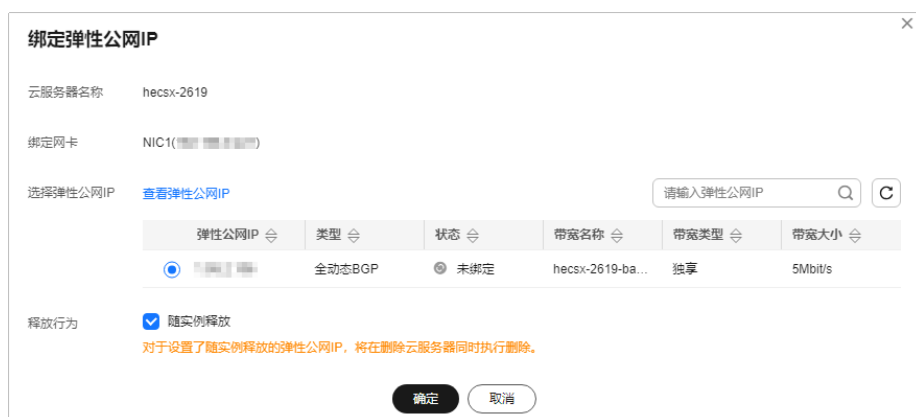 绑定弹性公网IP
云服务器名称 hecsx-2619
绑定网卡 NIC1( )
选择弹性公网IP 查看弹性公网IP 请输入弹性公网IP
弹性公网IP 类型 状态 带宽名称 带宽类型 带宽大小
全动态BGP 未绑定 hecsx-2619-ba... 独享 5Mbit/s
释放行为 随实例释放
对于设置了随实例释放的弹性公网IP，将在删除云服务器同时执行删除。
确定 取消